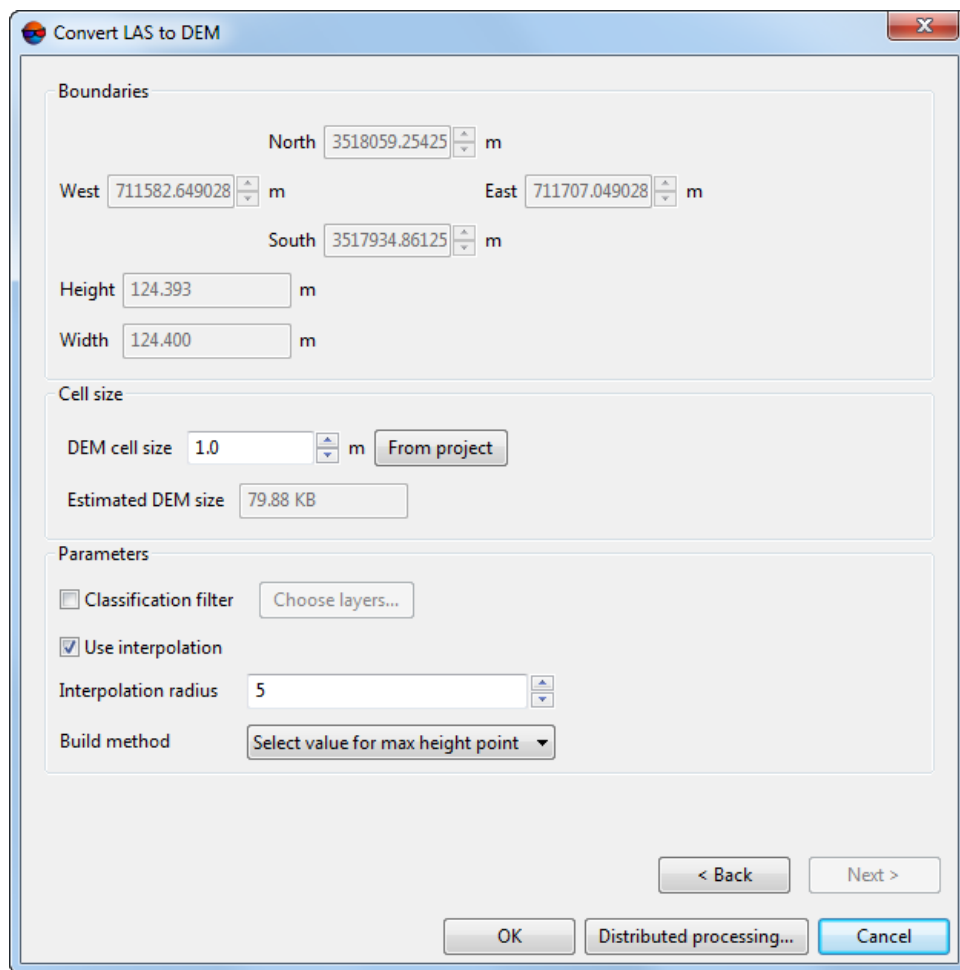 Convert LAS to DEM
Boundaries
North 3518059.25425 m
West 711582.649028 m East 711707.049028 m
South 3517934.86125 m
Height 124.393 m
Width 124.400 m
Cell size
DEM cell size 1.0 m From project
Estimated DEM size 79.88 KB
Parameters
Classification filter Choose layers...
Use interpolation
Interpolation radius 5
Build method Select value for max height point
< Back Next >
OK Distributed processing... Cancel